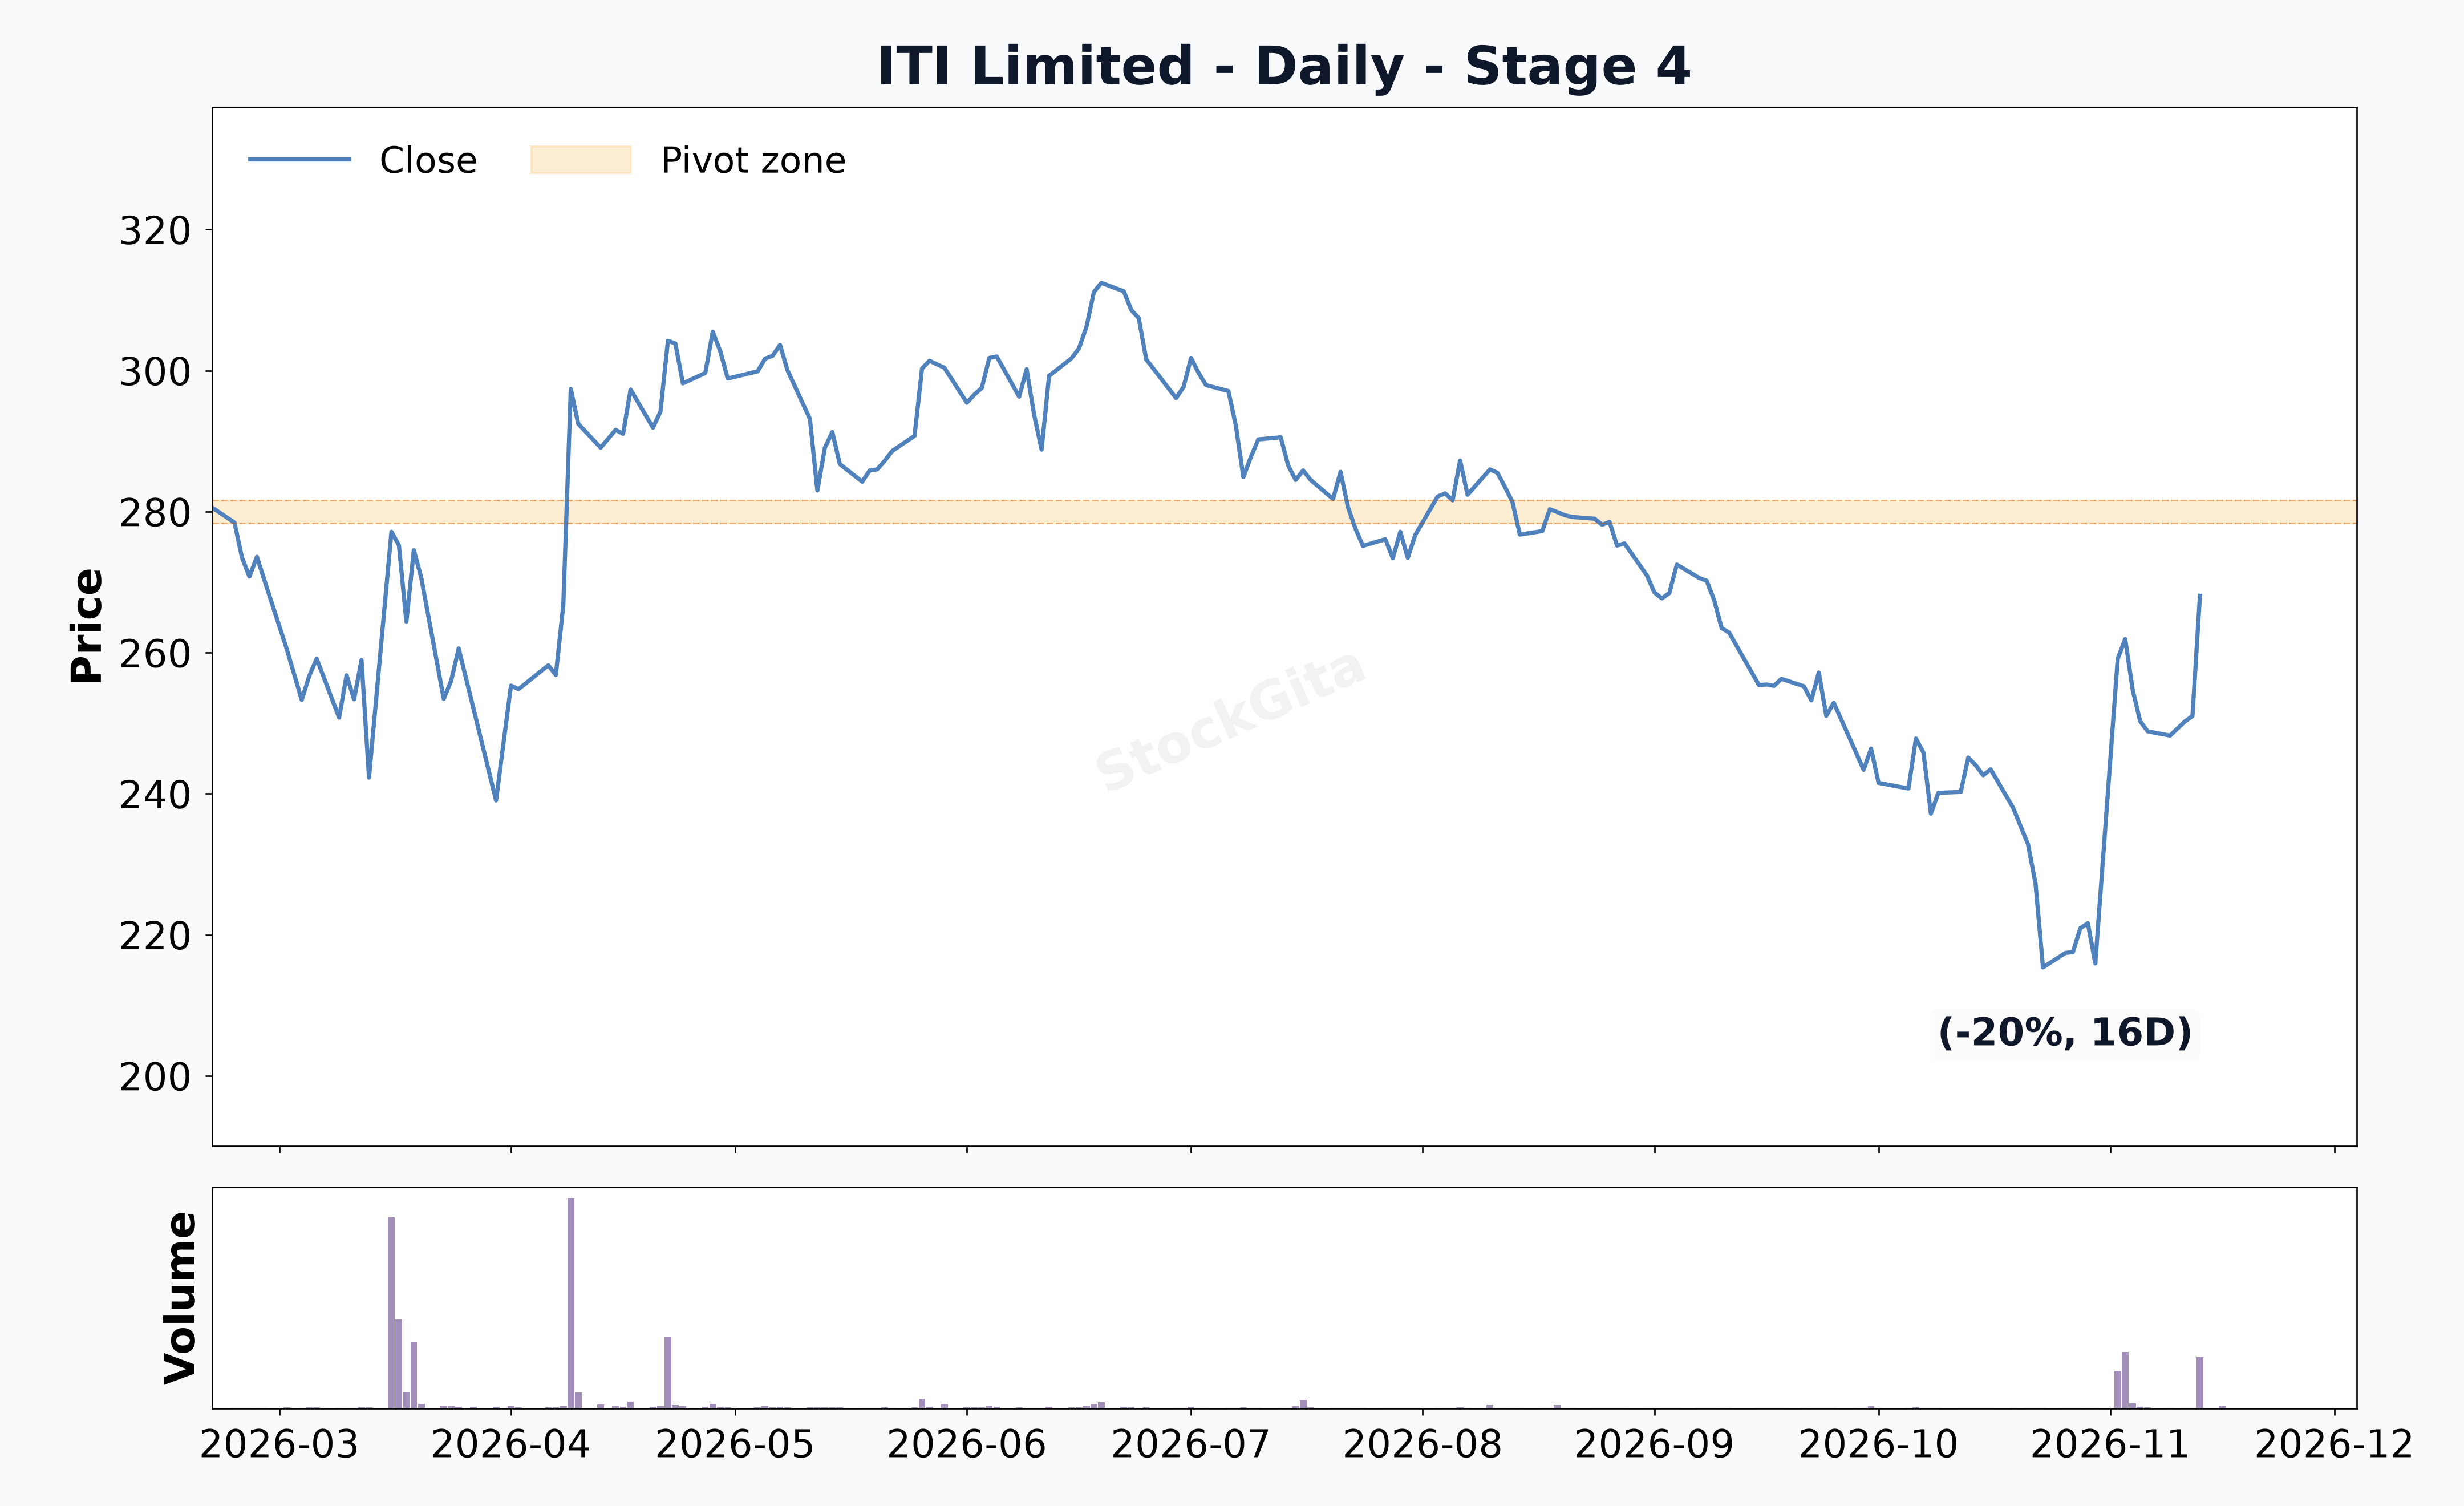 ITI Limited - Daily - Stage 4
Close
Pivot zone
320
300
280
260
240
220
200
Price
StockGita
(-20%, 16D)
Volume
2026-03
2026-04
2026-05
2026-06
2026-07
2026-08
2026-09
2026-10
2026-11
2026-12